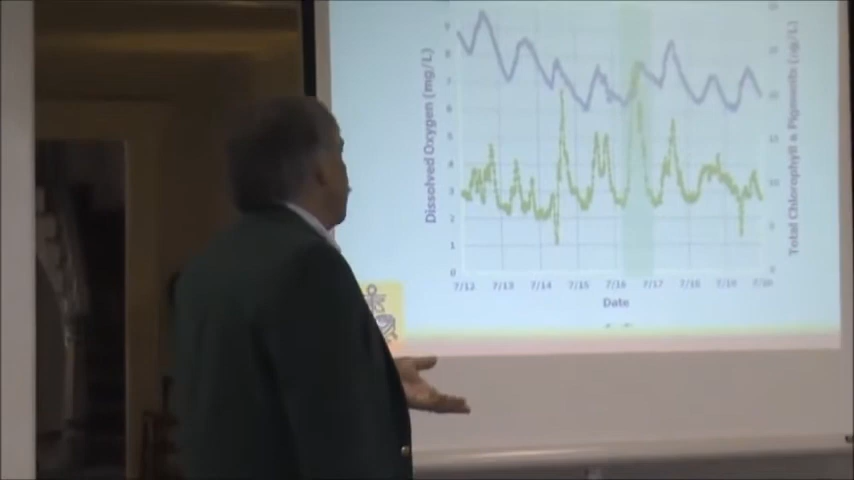 Dissolved Oxygen (mg/L)
9
8
7
6
5
4
3
2
1
0
7/12 7/13 7/14 7/15 7/16 7/17 7/18 7/19 7/20
Date
Total Chlorophyll a Pigments (ug/L)